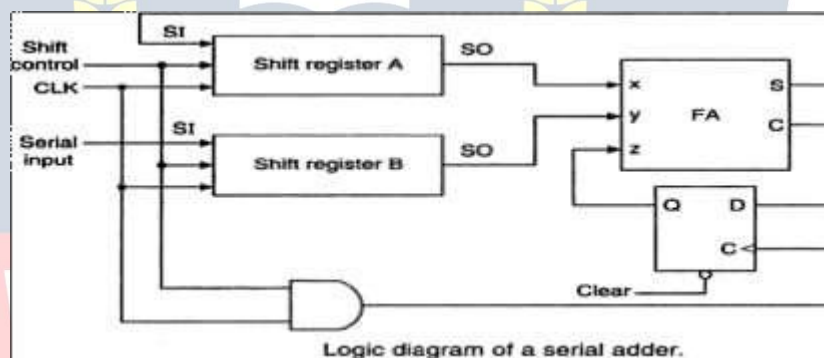 SI
Shift control
CLK
Shift register A
SO
x
y
z
FA
S
C
Serial input
SI
Shift register B
SO
Q
D
C
Clear
Logic diagram of a serial adder.